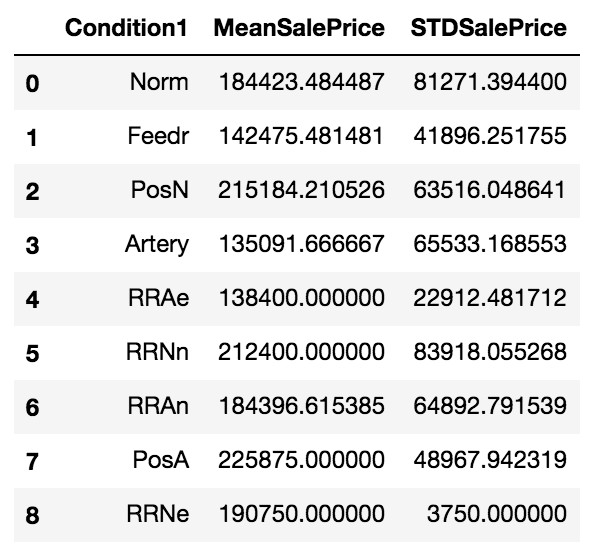 Condition1 MeanSalePrice STDSalePrice
0 Norm 184423.484487 81271.394400
1 Feedr 142475.481481 41896.251755
2 PosN 215184.210526 63516.048641
3 Artery 135091.666667 65533.168553
4 RRAe 138400.000000 22912.481712
5 RRNn 212400.000000 83918.055268
6 RRAn 184396.615385 64892.791539
7 PosA 225875.000000 48967.942319
8 RRNe 190750.000000 3750.000000